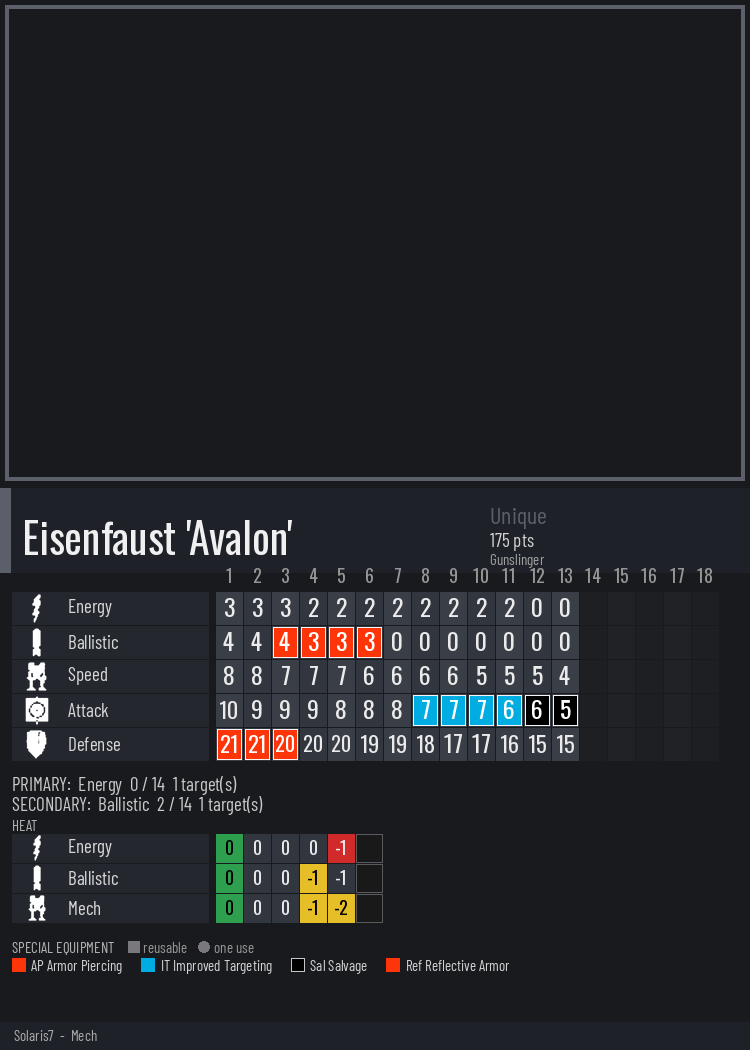 Eisenfaust 'Avalon'
Unique
175 pts
Gunslinger
1 2 3 4 5 6 7 8 9 10 11 12 13 14 15 16 17 18
Energy 3 3 3 2 2 2 2 2 2 2 2 0 0
Ballistic 4 4 4 3 3 3 0 0 0 0 0 0 0
Speed 8 8 7 7 7 6 6 6 6 5 5 5 4
Attack 10 9 9 9 8 8 8 7 7 7 6 6 5
Defense 21 21 20 20 20 19 19 18 17 17 16 15 15
PRIMARY: Energy 0 / 14 1 target(s)
SECONDARY: Ballistic 2 / 14 1 target(s)
HEAT
Energy 0 0 0 0 -1
Ballistic 0 0 0 -1 -1
Mech 0 0 0 -1 -2
SPECIAL EQUIPMENT reusable one use
AP Armor Piercing IT Improved Targeting Sal Salvage Ref Reflective Armor
Solaris7 - Mech